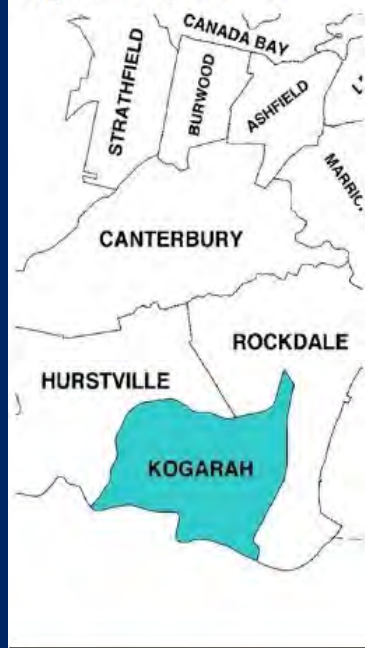 CANADA BAY
STRATHFIELD
BURWOOD
ASHFIELD
CANTERBURY
ROCKDALE
HURSTVILLE
KOGARAH